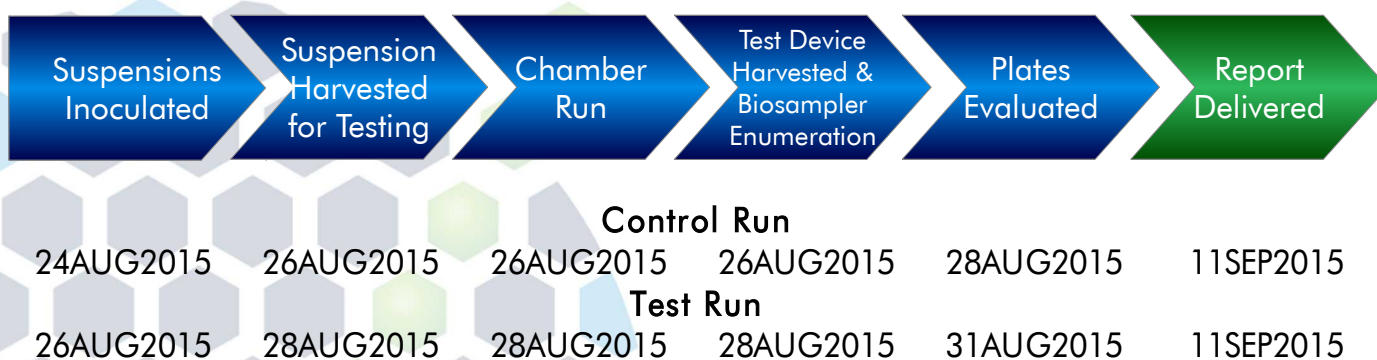 Suspensions
Inoculated
Suspension
Harvested
for Testing
Chamber
Run
Test Device
Harvested &
Biosampler
Enumeration
Plates
Evaluated
Report
Delivered
Control Run
24AUG2015 26AUG2015 26AUG2015 26AUG2015 28AUG2015 11SEP2015
Test Run
26AUG2015 28AUG2015 28AUG2015 28AUG2015 31AUG2015 11SEP2015